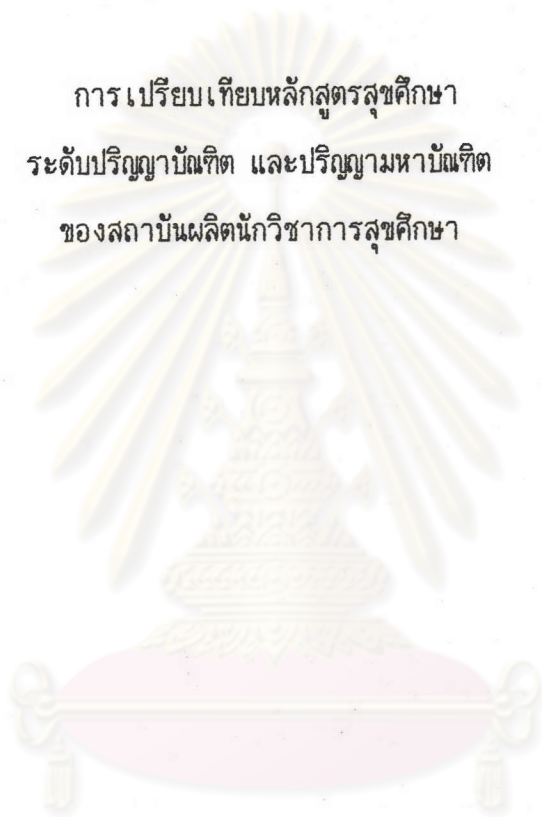 การเปรียบเทียบหลักสูตรสุขศึกษา
ระดับปริญญาบัณฑิต และปริญญามหาบัณฑิต
ของสถาบันผลิตนักวิชาการสุขศึกษา